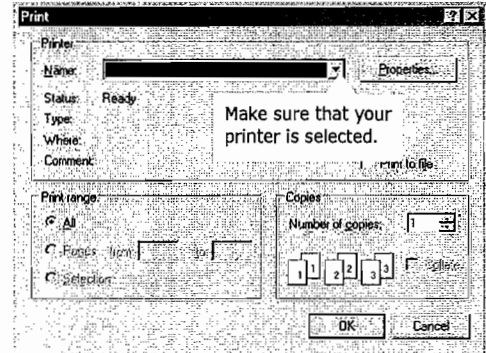 Print
Printer
Name:
Properties...
Status: Ready
Type:
Where:
Comment:
Make sure that your
printer is selected.
Print to file
Print range
Copies
All
Number of copies: 1
Pages from: to:
Selection
1 1 2 2 3 3
Collate
OK Cancel